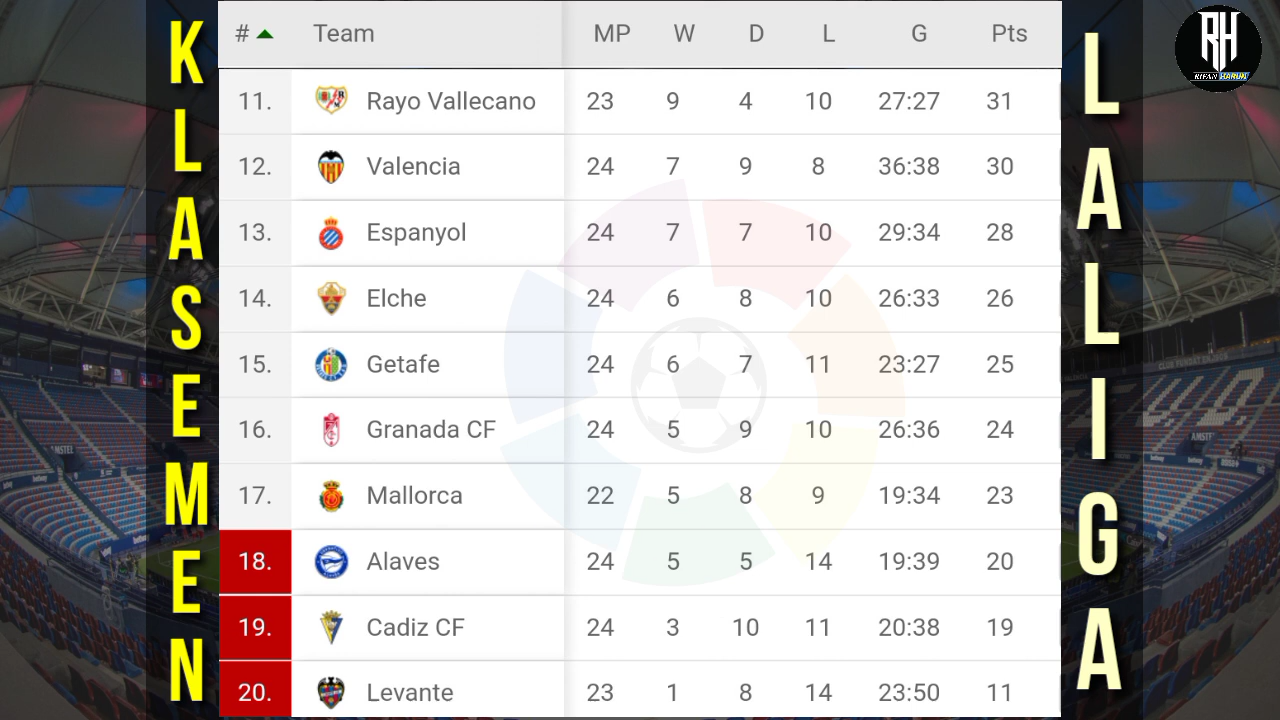 KLASEMEN
# Team MP W D L G Pts
11. Rayo Vallecano 23 9 4 10 27:27 31
12. Valencia 24 7 9 8 36:38 30
13. Espanyol 24 7 7 10 29:34 28
14. Elche 24 6 8 10 26:33 26
15. Getafe 24 6 7 11 23:27 25
16. Granada CF 24 5 9 10 26:36 24
17. Mallorca 22 5 8 9 19:34 23
18. Alaves 24 5 5 14 19:39 20
19. Cadiz CF 24 3 10 11 20:38 19
20. Levante 23 1 8 14 23:50 11
LALIGA
RH
RIFAN HARUN
AMSTEL
AMSTEL